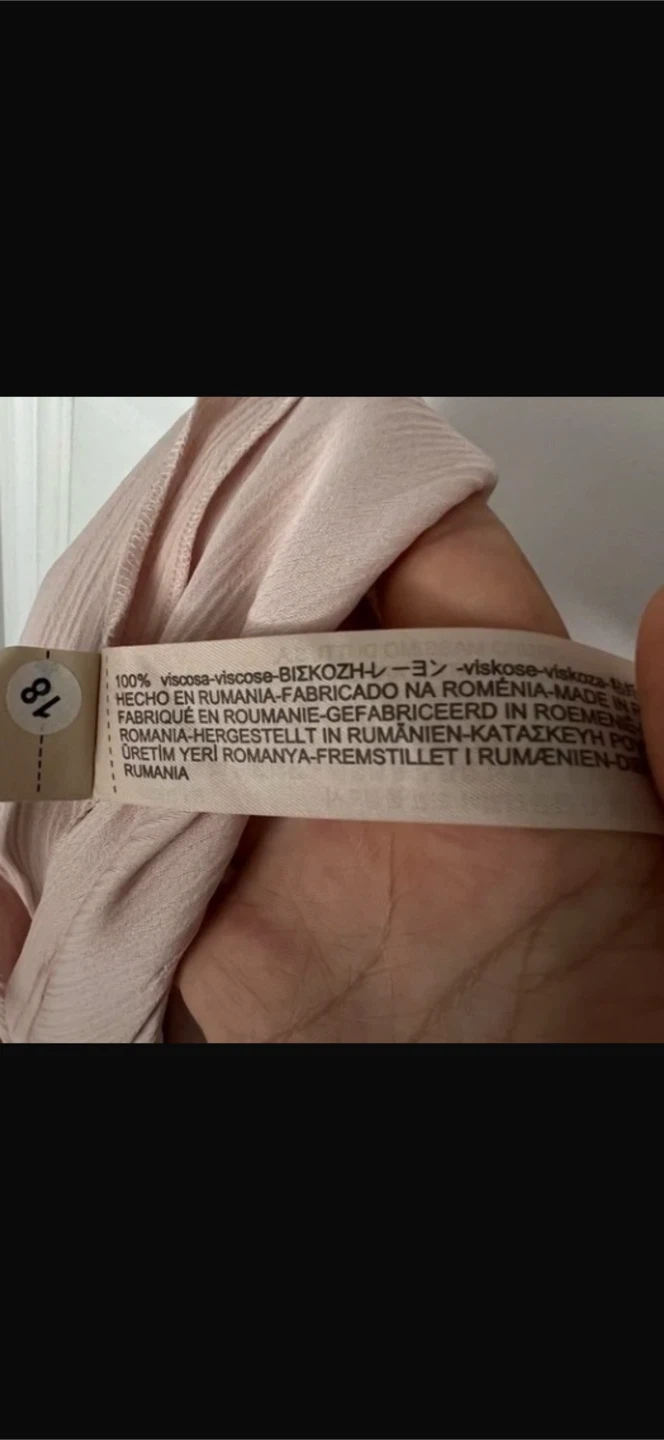 18
100% viscosa-viscose-ΒΙΣΚΟΖΗ-レーヨン -viskose-viskoza-
HECHO EN RUMANIA-FABRICADO NA ROMÉNIA-MADE IN
FABRIQUÉ EN ROUMANIE-GEFABRICEERD IN ROEMENIË-
ROMANIA-HERGESTELLT IN RUMÄNIEN-ΚΑΤΑΣΚΕΥΗ
ÜRETİM YERİ ROMANYA-FREMSTILLET I RUMÆNIEN-
RUMANIA